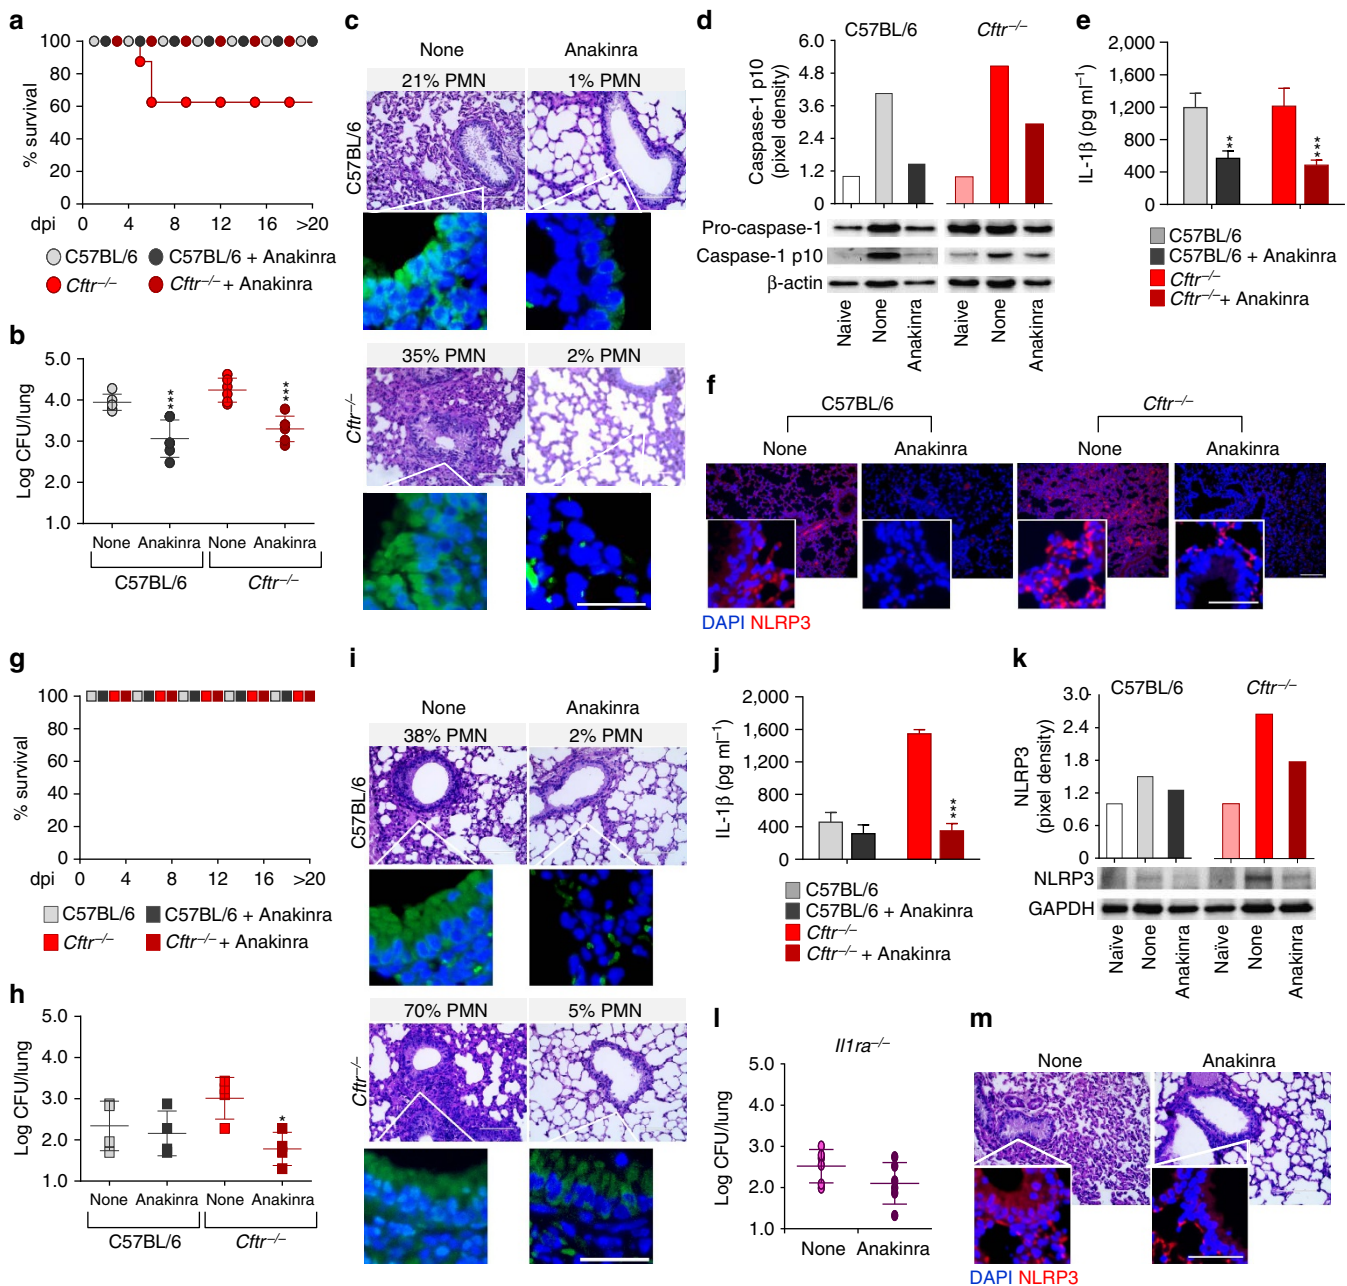 a
100
80
60
40
20
0
% survival
dpi 0 4 8 12 16 >20
C57BL/6 C57BL/6 + Anakinra
Cftr–/– Cftr–/– + Anakinra
b
5.0
4.0
3.0
2.0
1.0
Log CFU/lung
*** ***
None Anakinra None Anakinra
C57BL/6 Cftr–/–
c
None Anakinra
21% PMN 1% PMN
C57BL/6
35% PMN 2% PMN
Cftr–/–
d
C57BL/6 Cftr–/–
6.0
4.8
3.6
2.4
1.2
0
Caspase-1 p10
(pixel density)
Pro-caspase-1
Caspase-1 p10
β-actin
Naive None Anakinra Naive None Anakinra
e
2,000
1,600
1,200
800
400
0
IL-1β (pg ml–1)
** ***
C57BL/6
C57BL/6 + Anakinra
Cftr–/–
Cftr–/–+ Anakinra
f
C57BL/6 Cftr–/–
None Anakinra None Anakinra
DAPI NLRP3
g
100
80
60
40
20
0
% survival
dpi 0 4 8 12 16 >20
C57BL/6 C57BL/6 + Anakinra
Cftr–/– Cftr–/– + Anakinra
h
5.0
4.0
3.0
2.0
1.0
Log CFU/lung
*
None Anakinra None Anakinra
C57BL/6 Cftr–/–
i
None Anakinra
38% PMN 2% PMN
C57BL/6
70% PMN 5% PMN
Cftr–/–
j
2,000
1,600
1,200
800
400
0
IL-1β (pg ml–1)
***
C57BL/6
C57BL/6 + Anakinra
Cftr–/–
Cftr–/– + Anakinra
k
C57BL/6 Cftr–/–
3.0
2.4
1.8
1.2
0.6
0
NLRP3
(pixel density)
NLRP3
GAPDH
Naïve None Anakinra Naïve None Anakinra
l
Il1ra–/–
5.0
4.0
3.0
2.0
1.0
Log CFU/lung
None Anakinra
m
None Anakinra
DAPI NLRP3